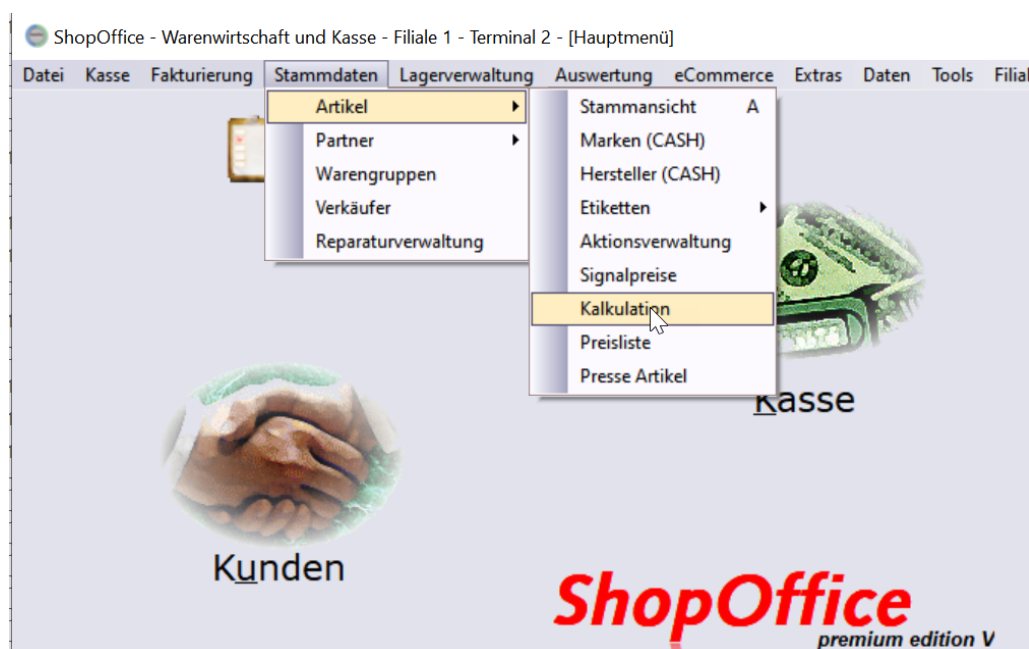 ShopOffice - Warenwirtschaft und Kasse - Filiale 1 - Terminal 2 - [Hauptmenü]
Datei Kasse Fakturierung Stammdaten Lagerverwaltung Auswertung eCommerce Extras Daten Tools Filial
Artikel
Partner
Warengruppen
Verkäufer
Reparaturverwaltung
Stammansicht A
Marken (CASH)
Hersteller (CASH)
Etiketten
Aktionsverwaltung
Signalpreise
Kalkulation
Preisliste
Presse Artikel
Kasse
Kunden
ShopOffice
premium edition V